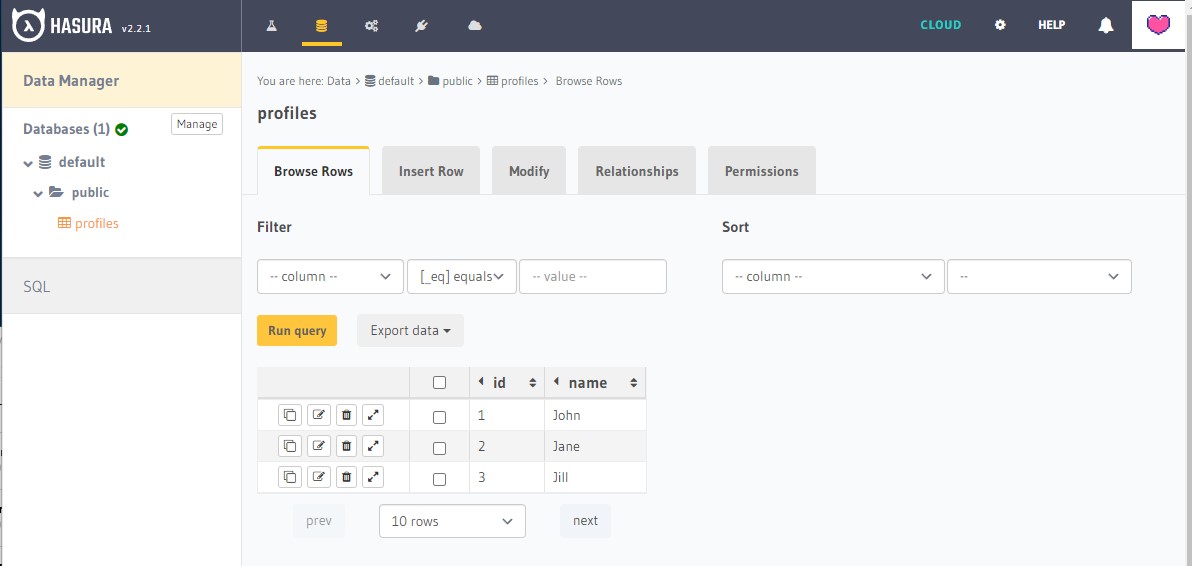 HASURA v2.2.1 CLOUD HELP
Data Manager
Databases (1) Manage
default
public
profiles
SQL
You are here: Data > default > public > profiles > Browse Rows
profiles
Browse Rows Insert Row Modify Relationships Permissions
Filter Sort
-- column -- [_eq] equals -- value -- -- column -- --
Run query Export data
id name
1 John
2 Jane
3 Jill
prev 10 rows next